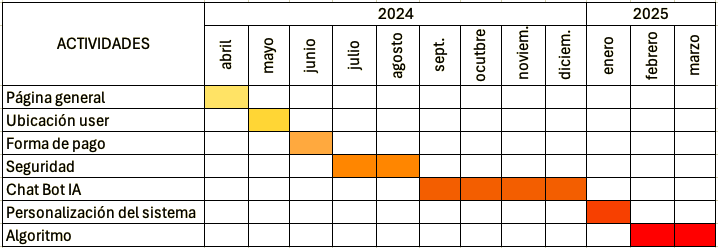 2024 2025
ACTIVIDADES abril mayo junio julio agosto sept. ocutbre noviem. diciem. enero febrero marzo
Página general
Ubicación user
Forma de pago
Seguridad
Chat Bot IA
Personalización del sistema
Algoritmo